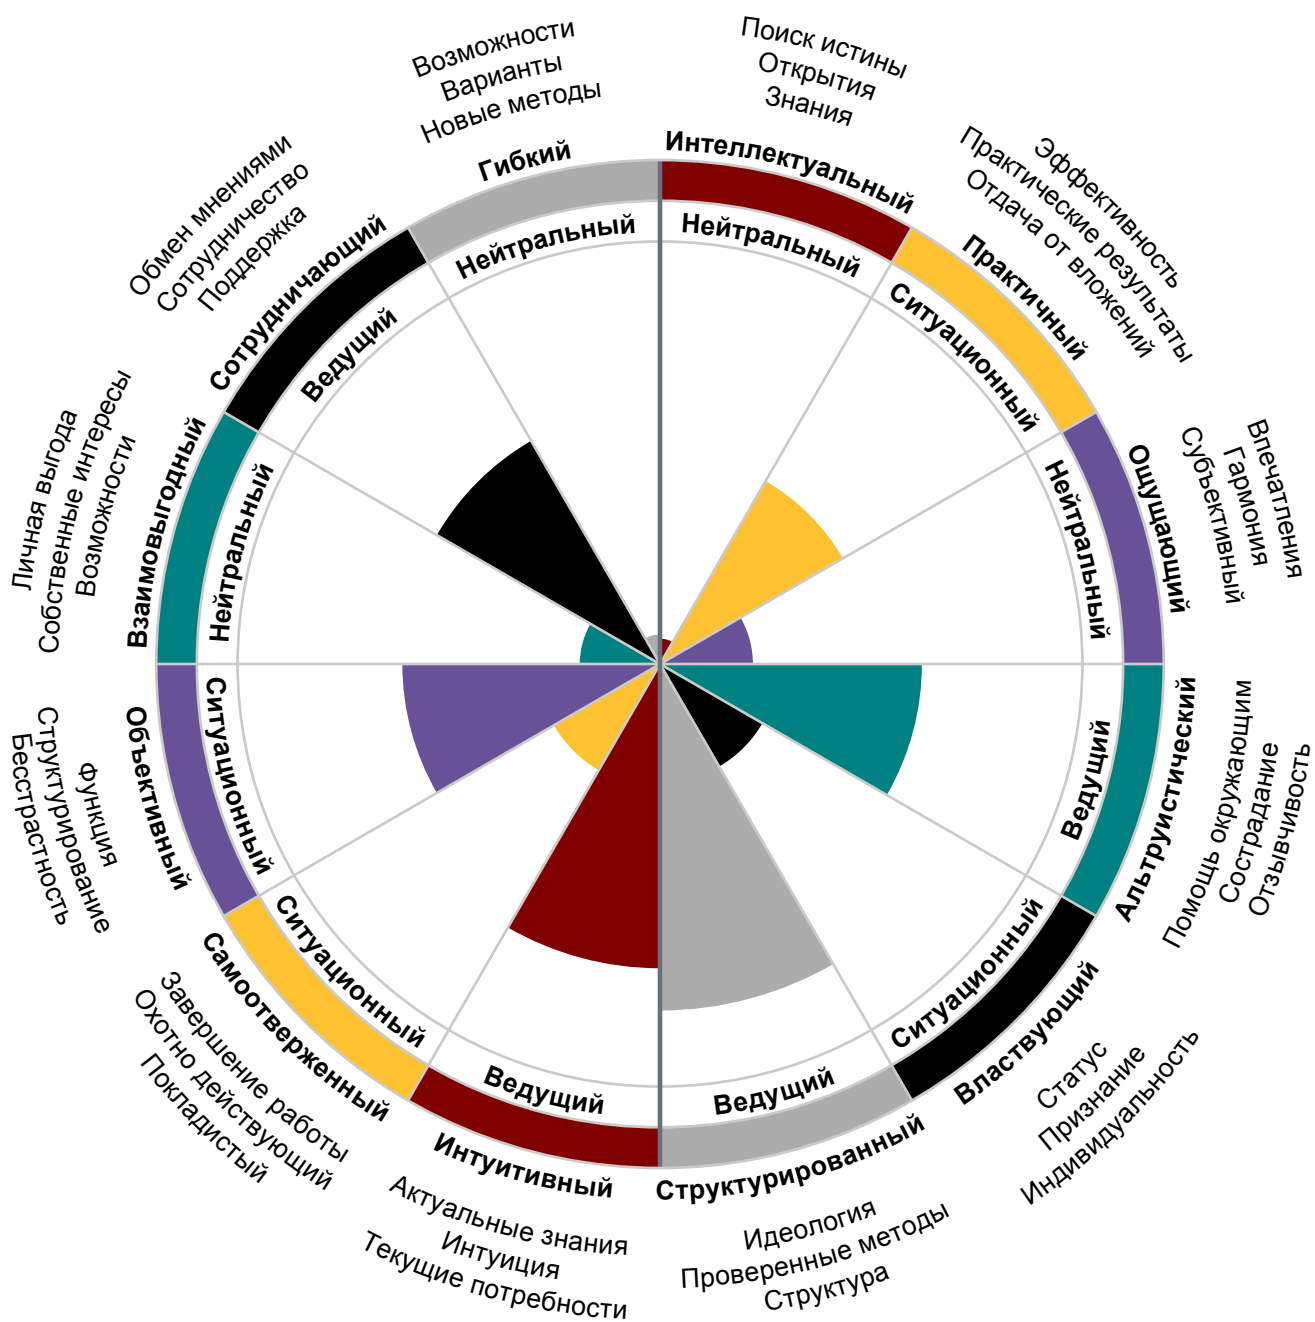 Поиск истины
Открытия
Знания
Интеллектуальный
Нейтральный
Эффективность
Практические результаты
Отдача от вложений
Практичный
Ситуационный
Впечатления
Гармония
Субъективный
Ощущающий
Нейтральный
Помощь окружающим
Сострадание
Отзывчивость
Альтруистический
Ведущий
Статус
Признание
Индивидуальность
Властвующий
Ситуационный
Идеология
Проверенные методы
Структура
Структурированный
Ведущий
Актуальные знания
Интуиция
Текущие потребности
Интуитивный
Ведущий
Завершение работы
Охотно действующий
Покладистый
Самоотверженный
Ситуационный
Функция
Структурирование
Бесстрастность
Объективный
Ситуационный
Личная выгода
Собственные интересы
Возможности
Взаимовыгодный
Нейтральный
Обмен мнениями
Сотрудничество
Поддержка
Сотрудничающий
Ведущий
Возможности
Варианты
Новые методы
Гибкий
Нейтральный